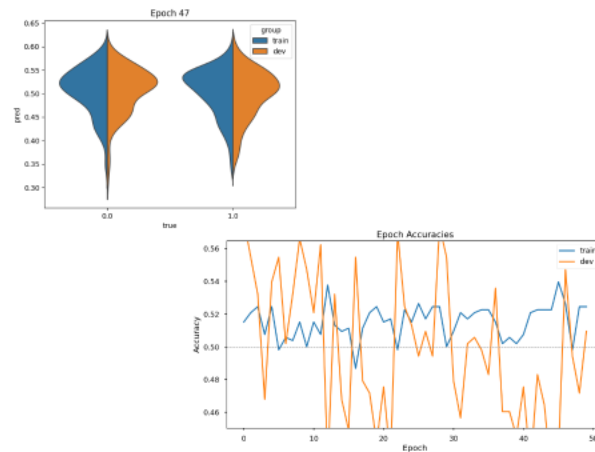 Epoch 47
group
train
dev
0.65
0.60
0.55
0.50
0.45
0.40
0.35
0.30
pred
0.0 1.0
true
Epoch Accuracies
train
dev
0.56
0.54
0.52
0.50
0.48
0.46
Accuracy
0 10 20 30 40 50
Epoch